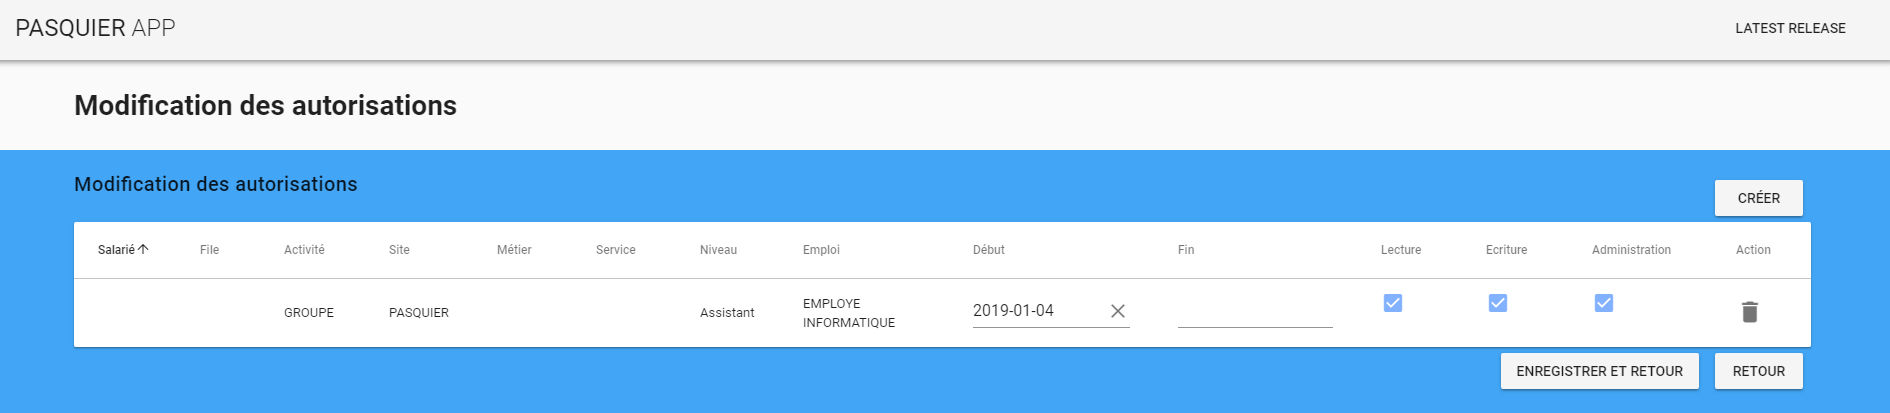 PASQUIER APP
LATEST RELEASE
Modification des autorisations
Modification des autorisations
CRÉER
Salarié File Activité Site Métier Service Niveau Emploi Début Fin Lecture Ecriture Administration Action
GROUPE PASQUIER Assistant EMPLOYE INFORMATIQUE 2019-01-04
ENREGISTRER ET RETOUR RETOUR